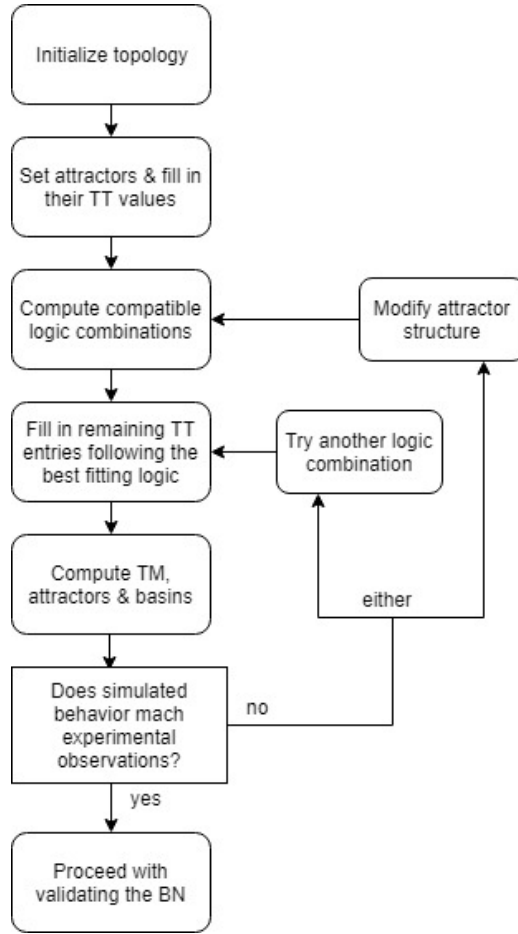 Initialize topology
Set attractors & fill in
their TT values
Compute compatible
logic combinations
Modify attractor
structure
Fill in remaining TT
entries following the
best fitting logic
Try another logic
combination
Compute TM,
attractors & basins
either
Does simulated
behavior mach
experimental
observations?
no
yes
Proceed with
validating the BN